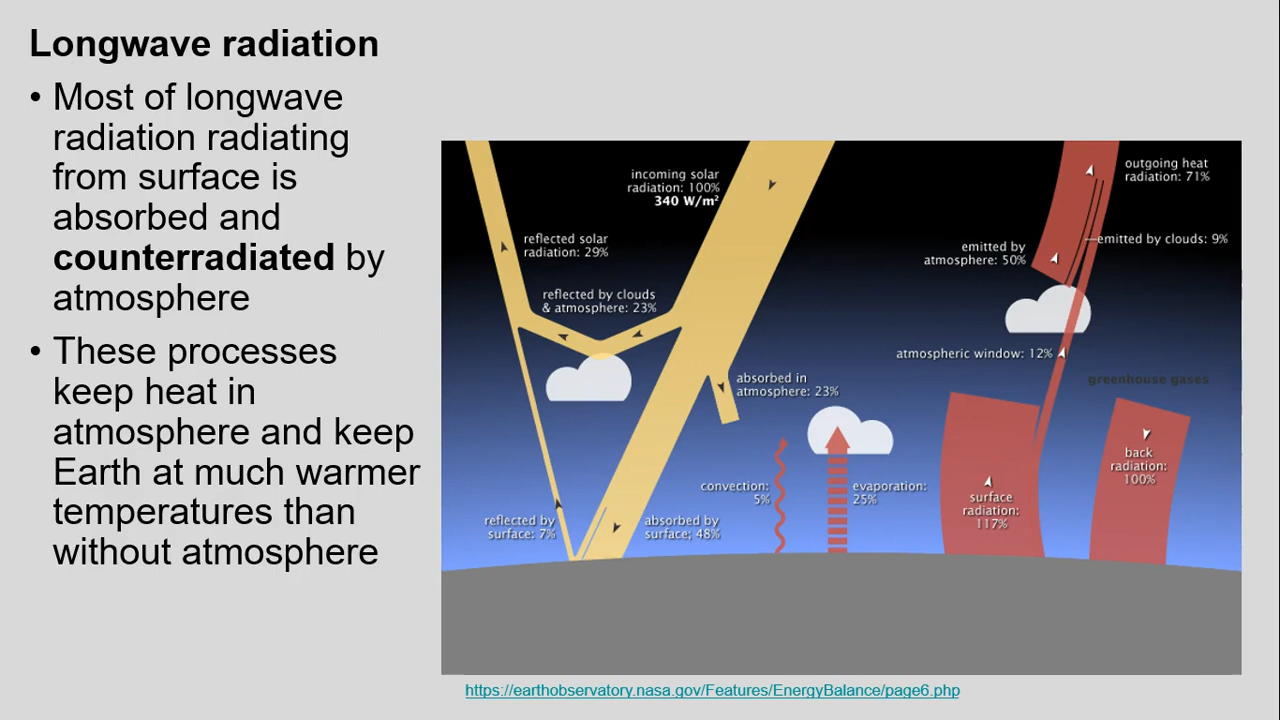 Longwave radiation
• Most of longwave
radiation radiating
from surface is
absorbed and
counterradiated by
atmosphere
• These processes
keep heat in
atmosphere and keep
Earth at much warmer
temperatures than
without atmosphere
incoming solar
radiation: 100%
340 W/m²
reflected solar
radiation: 29%
reflected by clouds
& atmosphere: 23%
absorbed in
atmosphere: 23%
reflected by
surface: 7%
absorbed by
surface; 48%
convection:
5%
evaporation:
25%
outgoing heat
radiation: 71%
emitted by clouds: 9%
emitted by
atmosphere: 50%
atmospheric window: 12%
greenhouse gases
surface
radiation:
117%
back
radiation:
100%
https://earthobservatory.nasa.gov/Features/EnergyBalance/page6.php